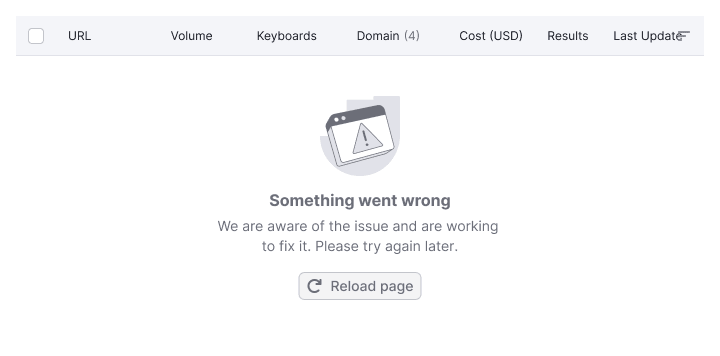 URL Volume Keyboards Domain (4) Cost (USD) Results Last Update
Something went wrong
We are aware of the issue and are working
to fix it. Please try again later.
Reload page